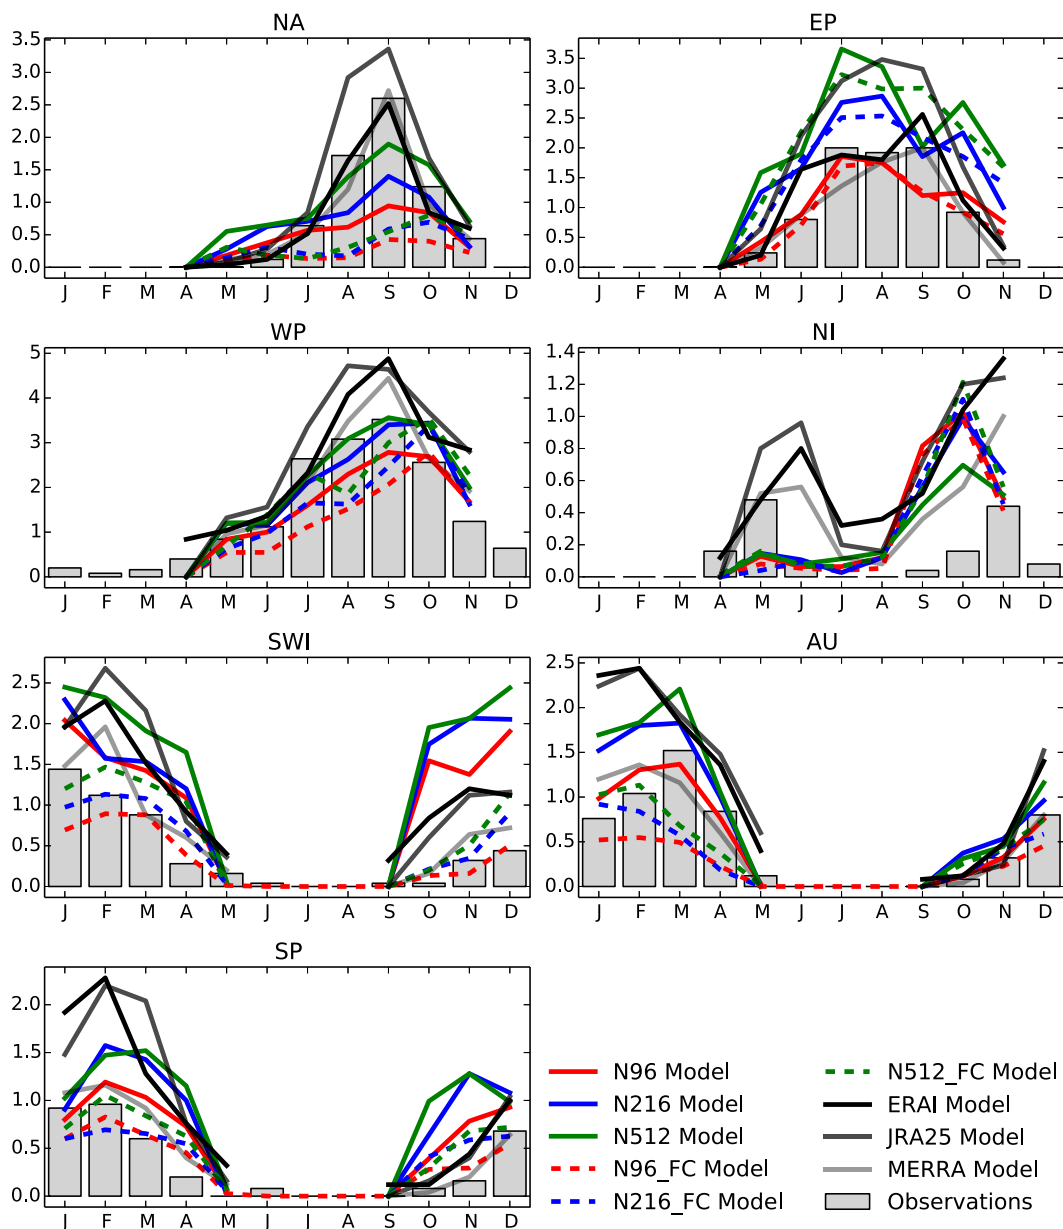 NA
3.5
3.0
2.5
2.0
1.5
1.0
0.5
0.0
J F M A M J J A S O N D
EP
3.5
3.0
2.5
2.0
1.5
1.0
0.5
0.0
J F M A M J J A S O N D
WP
5
4
3
2
1
0
J F M A M J J A S O N D
NI
1.4
1.2
1.0
0.8
0.6
0.4
0.2
0.0
J F M A M J J A S O N D
SWI
2.5
2.0
1.5
1.0
0.5
0.0
J F M A M J J A S O N D
AU
2.5
2.0
1.5
1.0
0.5
0.0
J F M A M J J A S O N D
SP
2.0
1.5
1.0
0.5
0.0
J F M A M J J A S O N D
N96 Model
N216 Model
N512 Model
N96_FC Model
N216_FC Model
N512_FC Model
ERAI Model
JRA25 Model
MERRA Model
Observations